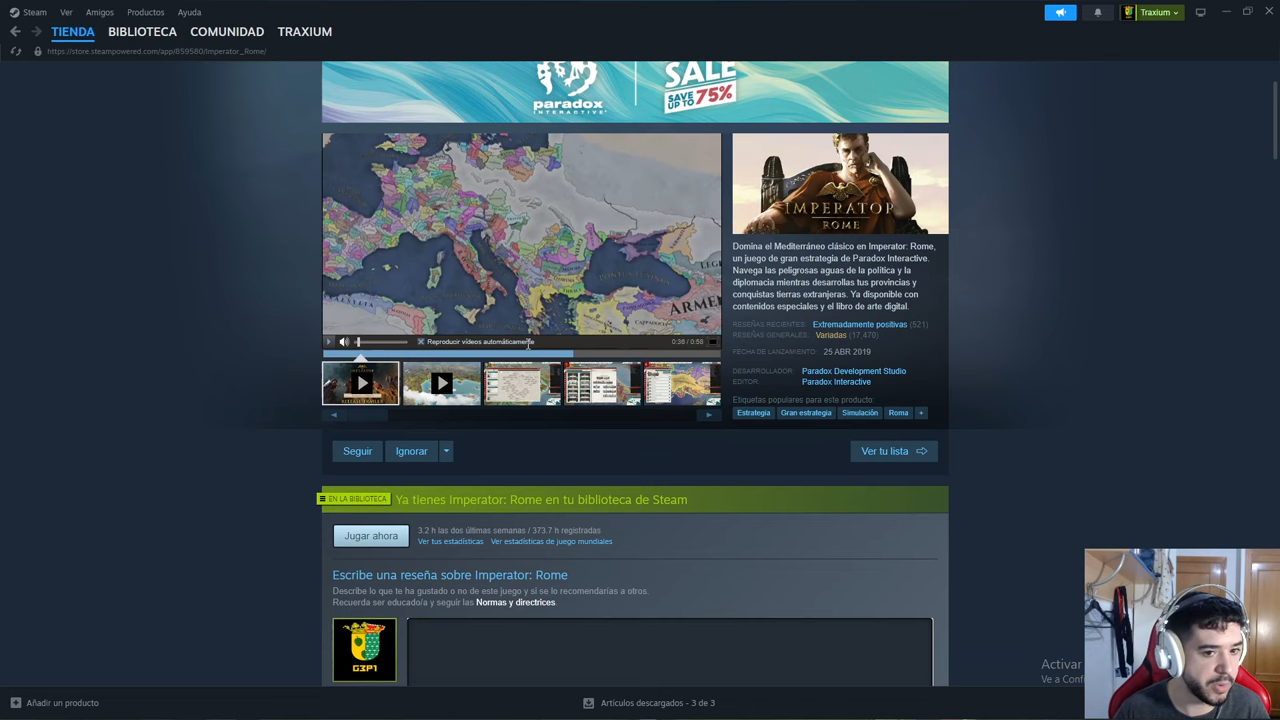 Steam Ver Amigos Productos Ayuda
Traxium
TIENDA BIBLIOTECA COMUNIDAD TRAXIUM
https://store.steampowered.com/app/859580/Imperator_Rome/
paradox
INTERACTIVE
SALE
SAVE UP TO 75%
ARMEN
CAPPADOCIA
IMPERATOR
ROME
Domina el Mediterráneo clásico en Imperator: Rome,
un juego de gran estrategia de Paradox Interactive.
Navega las peligrosas aguas de la política y la
diplomacia mientras desarrollas tus provincias y
conquistas tierras extranjeras. Ya disponible con
contenidos especiales y el libro de arte digital.
RESEÑAS RECIENTES: Extremadamente positivas (521)
RESEÑAS GENERALES: Variadas (17,470)
FECHA DE LANZAMIENTO: 25 ABR 2019
DESARROLLADOR: Paradox Development Studio
EDITOR: Paradox Interactive
Etiquetas populares para este producto:
Estrategia Gran estrategia Simulación Roma +
Reproducir vídeos automáticamente
0:36 / 0:58
Seguir Ignorar Ver tu lista
EN LA BIBLIOTECA Ya tienes Imperator: Rome en tu biblioteca de Steam
Jugar ahora
3.2 h las dos últimas semanas / 373.7 h registradas
Ver tus estadísticas Ver estadísticas de juego mundiales
Escribe una reseña sobre Imperator: Rome
Describe lo que te ha gustado o no de este juego y si se lo recomendarías a otros.
Recuerda ser educado/a y seguir las Normas y directrices.
G3P1
Activar
Ve a Confi
Añadir un producto
Artículos descargados - 3 de 3